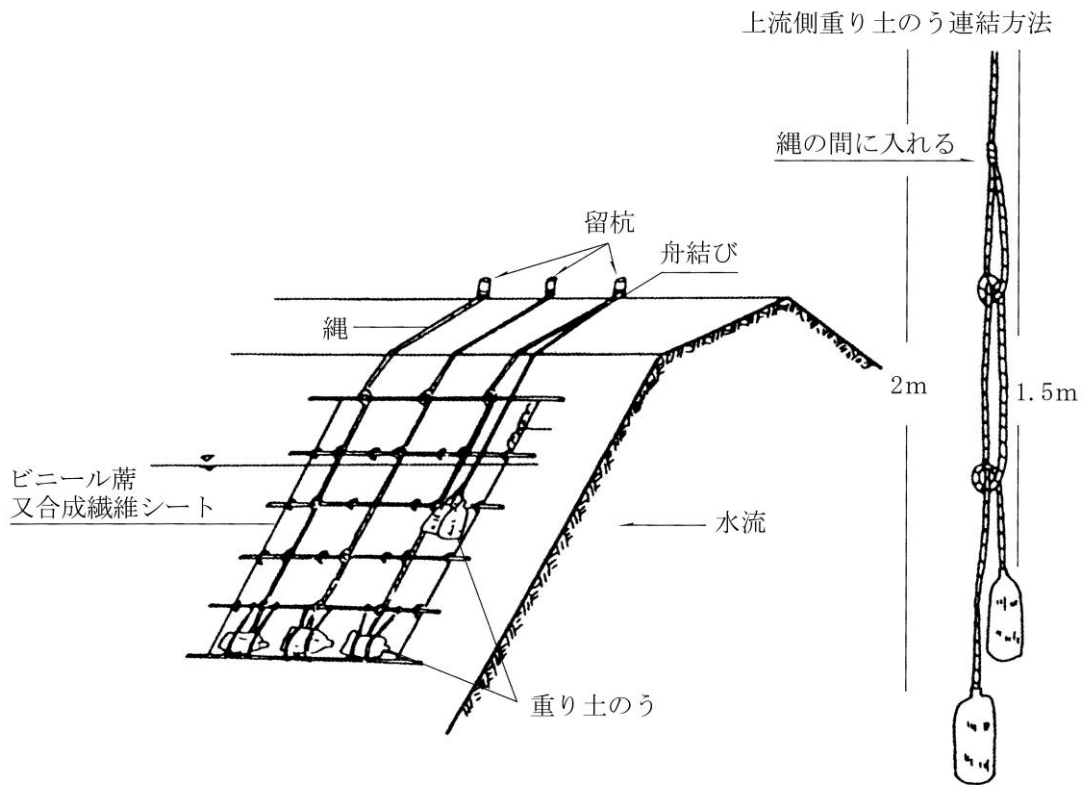 上流側重り土のう連結方法
縄の間に入れる
留杭
舟結び
縄
2m
1.5m
ビニール蓆
又合成繊維シート
水流
重り土のう